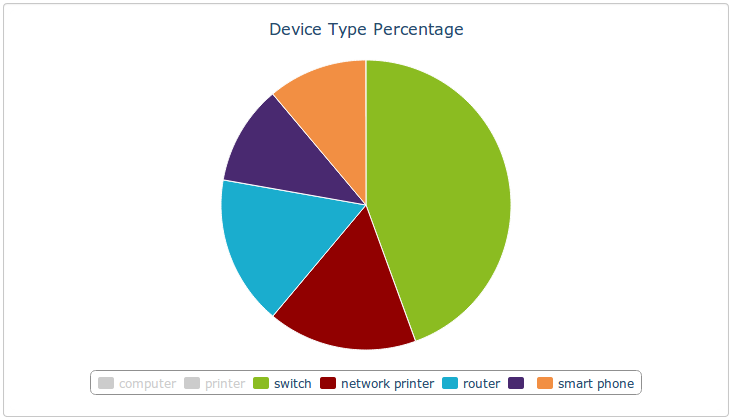 Device Type Percentage
computer printer switch network printer router smart phone